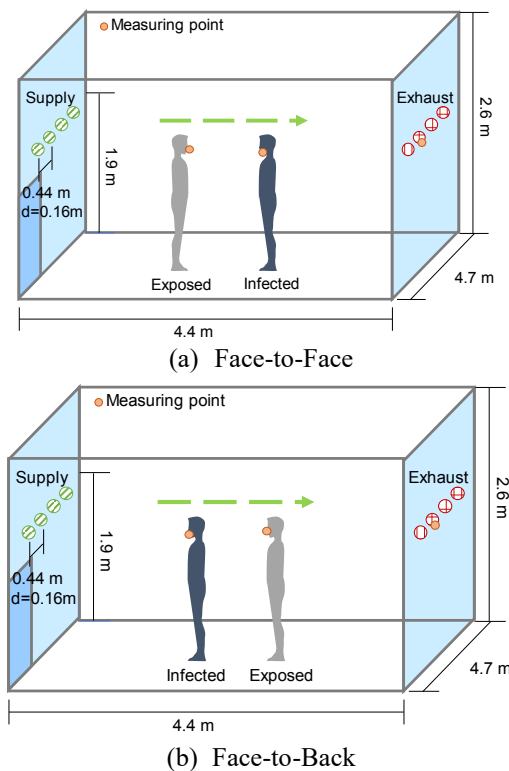 Measuring point
Supply
Exhaust
1.9 m
2.6 m
0.44 m
d=0.16m
Exposed
Infected
4.7 m
4.4 m
(a) Face-to-Face
Measuring point
Supply
Exhaust
1.9 m
2.6 m
0.44 m
d=0.16m
Infected
Exposed
4.7 m
4.4 m
(b) Face-to-Back